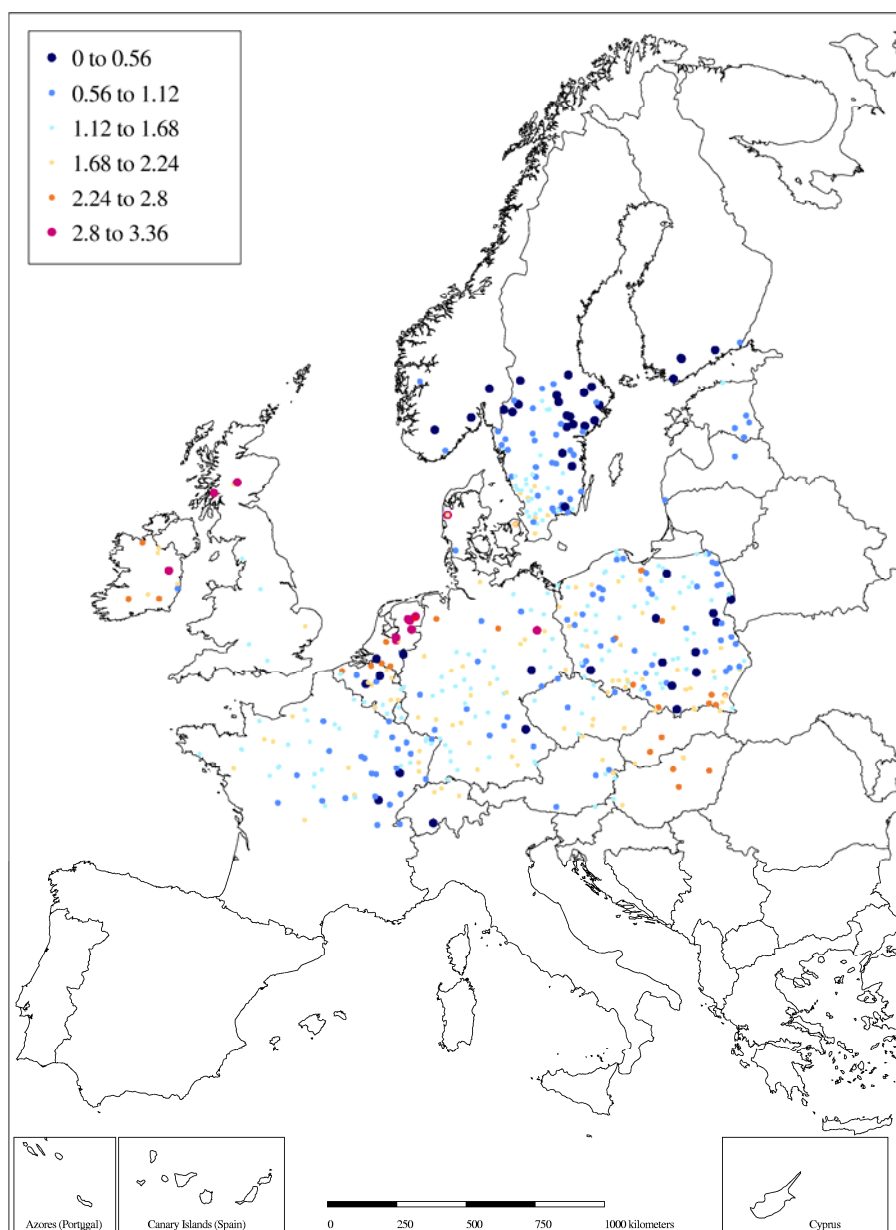 0 to 0.56
0.56 to 1.12
1.12 to 1.68
1.68 to 2.24
2.24 to 2.8
2.8 to 3.36
Azores (Portugal)
Canary Islands (Spain)
0 250 500 750 1000 kilometers
Cyprus